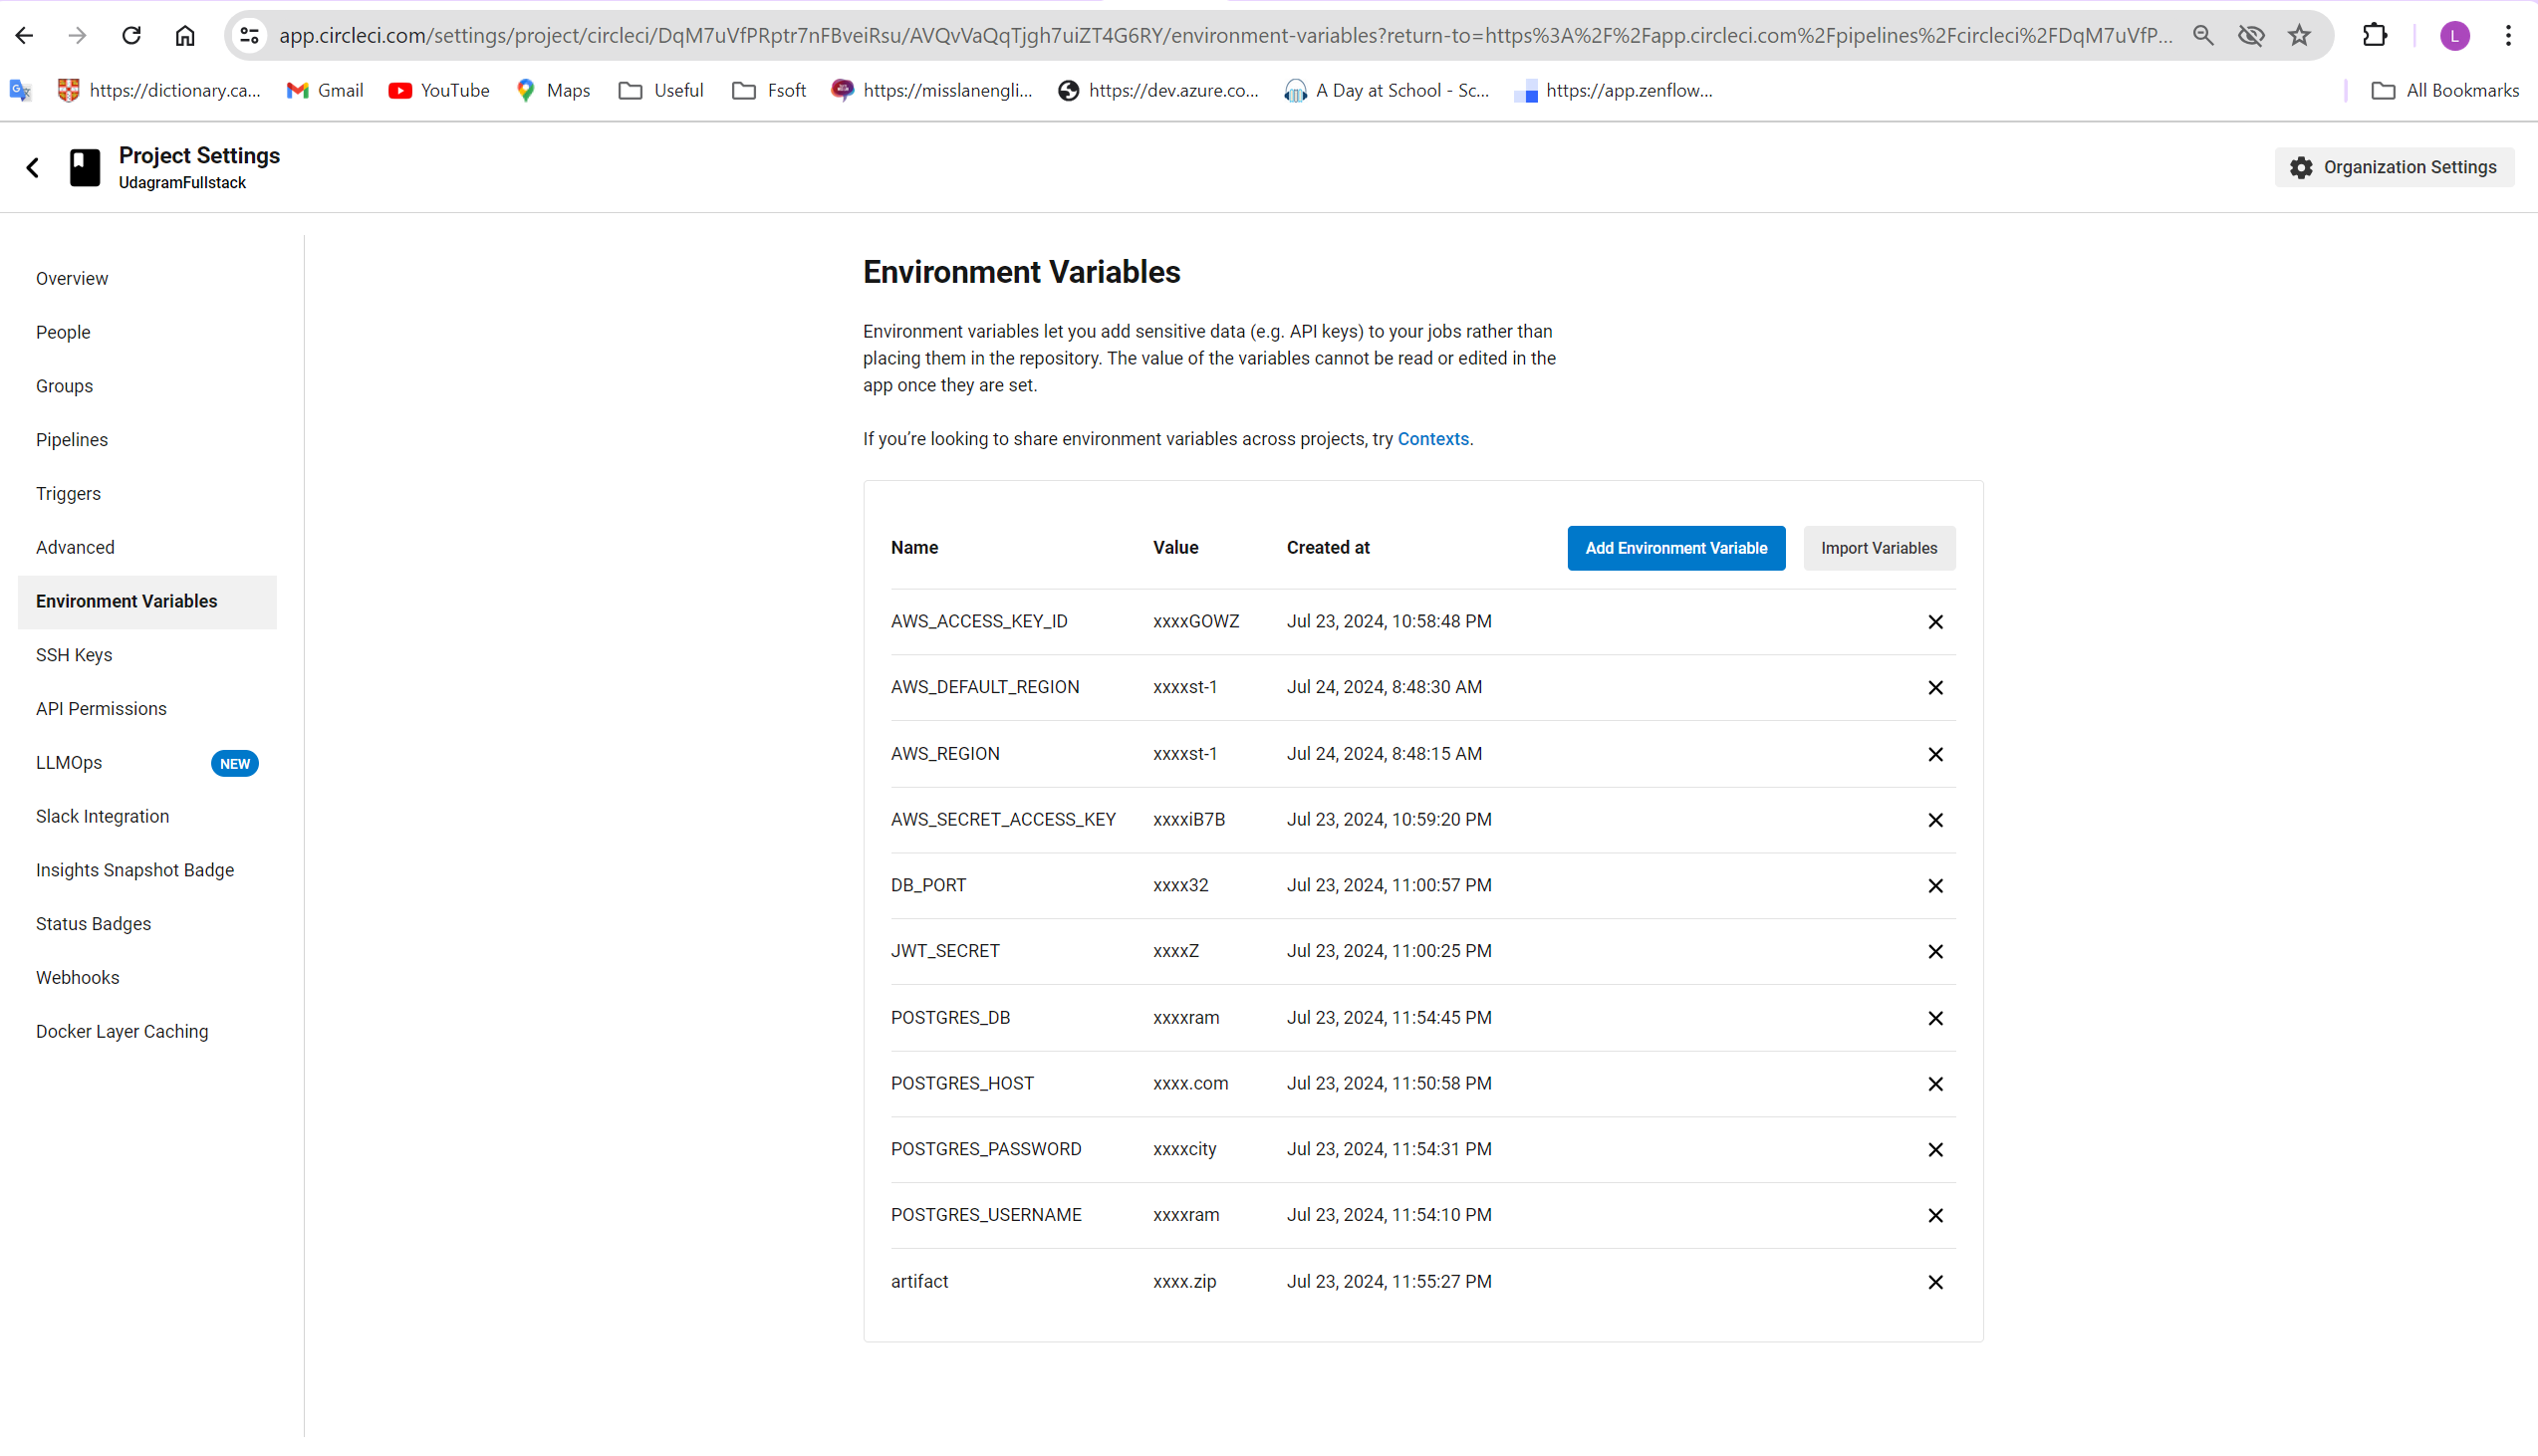 app.circleci.com/settings/project/circleci/DqM7uVfPRptr7nFBveiRsu/AVQvVaQqTjgh7uiZT4G6RY/environment-variables?return-to=https%3A%2F%2Fapp.circleci.com%2Fpipelines%2Fcircleci%2FDqM7uVfP...
L
https://dictionary.ca...
Gmail
YouTube
Maps
Useful
Fsoft
https://misslanengli...
https://dev.azure.co...
A Day at School - Sc...
https://app.zenflow...
All Bookmarks
Project Settings
UdagramFullstack
Organization Settings
Overview
People
Groups
Pipelines
Triggers
Advanced
Environment Variables
SSH Keys
API Permissions
LLMOps NEW
Slack Integration
Insights Snapshot Badge
Status Badges
Webhooks
Docker Layer Caching
Environment Variables
Environment variables let you add sensitive data (e.g. API keys) to your jobs rather than
placing them in the repository. The value of the variables cannot be read or edited in the
app once they are set.
If you're looking to share environment variables across projects, try Contexts.
Name Value Created at Add Environment Variable Import Variables
AWS_ACCESS_KEY_ID xxxxGOWZ Jul 23, 2024, 10:58:48 PM
AWS_DEFAULT_REGION xxxxst-1 Jul 24, 2024, 8:48:30 AM
AWS_REGION xxxxst-1 Jul 24, 2024, 8:48:15 AM
AWS_SECRET_ACCESS_KEY xxxxiB7B Jul 23, 2024, 10:59:20 PM
DB_PORT xxxx32 Jul 23, 2024, 11:00:57 PM
JWT_SECRET xxxxZ Jul 23, 2024, 11:00:25 PM
POSTGRES_DB xxxxram Jul 23, 2024, 11:54:45 PM
POSTGRES_HOST xxxx.com Jul 23, 2024, 11:50:58 PM
POSTGRES_PASSWORD xxxxcity Jul 23, 2024, 11:54:31 PM
POSTGRES_USERNAME xxxxram Jul 23, 2024, 11:54:10 PM
artifact xxxx.zip Jul 23, 2024, 11:55:27 PM